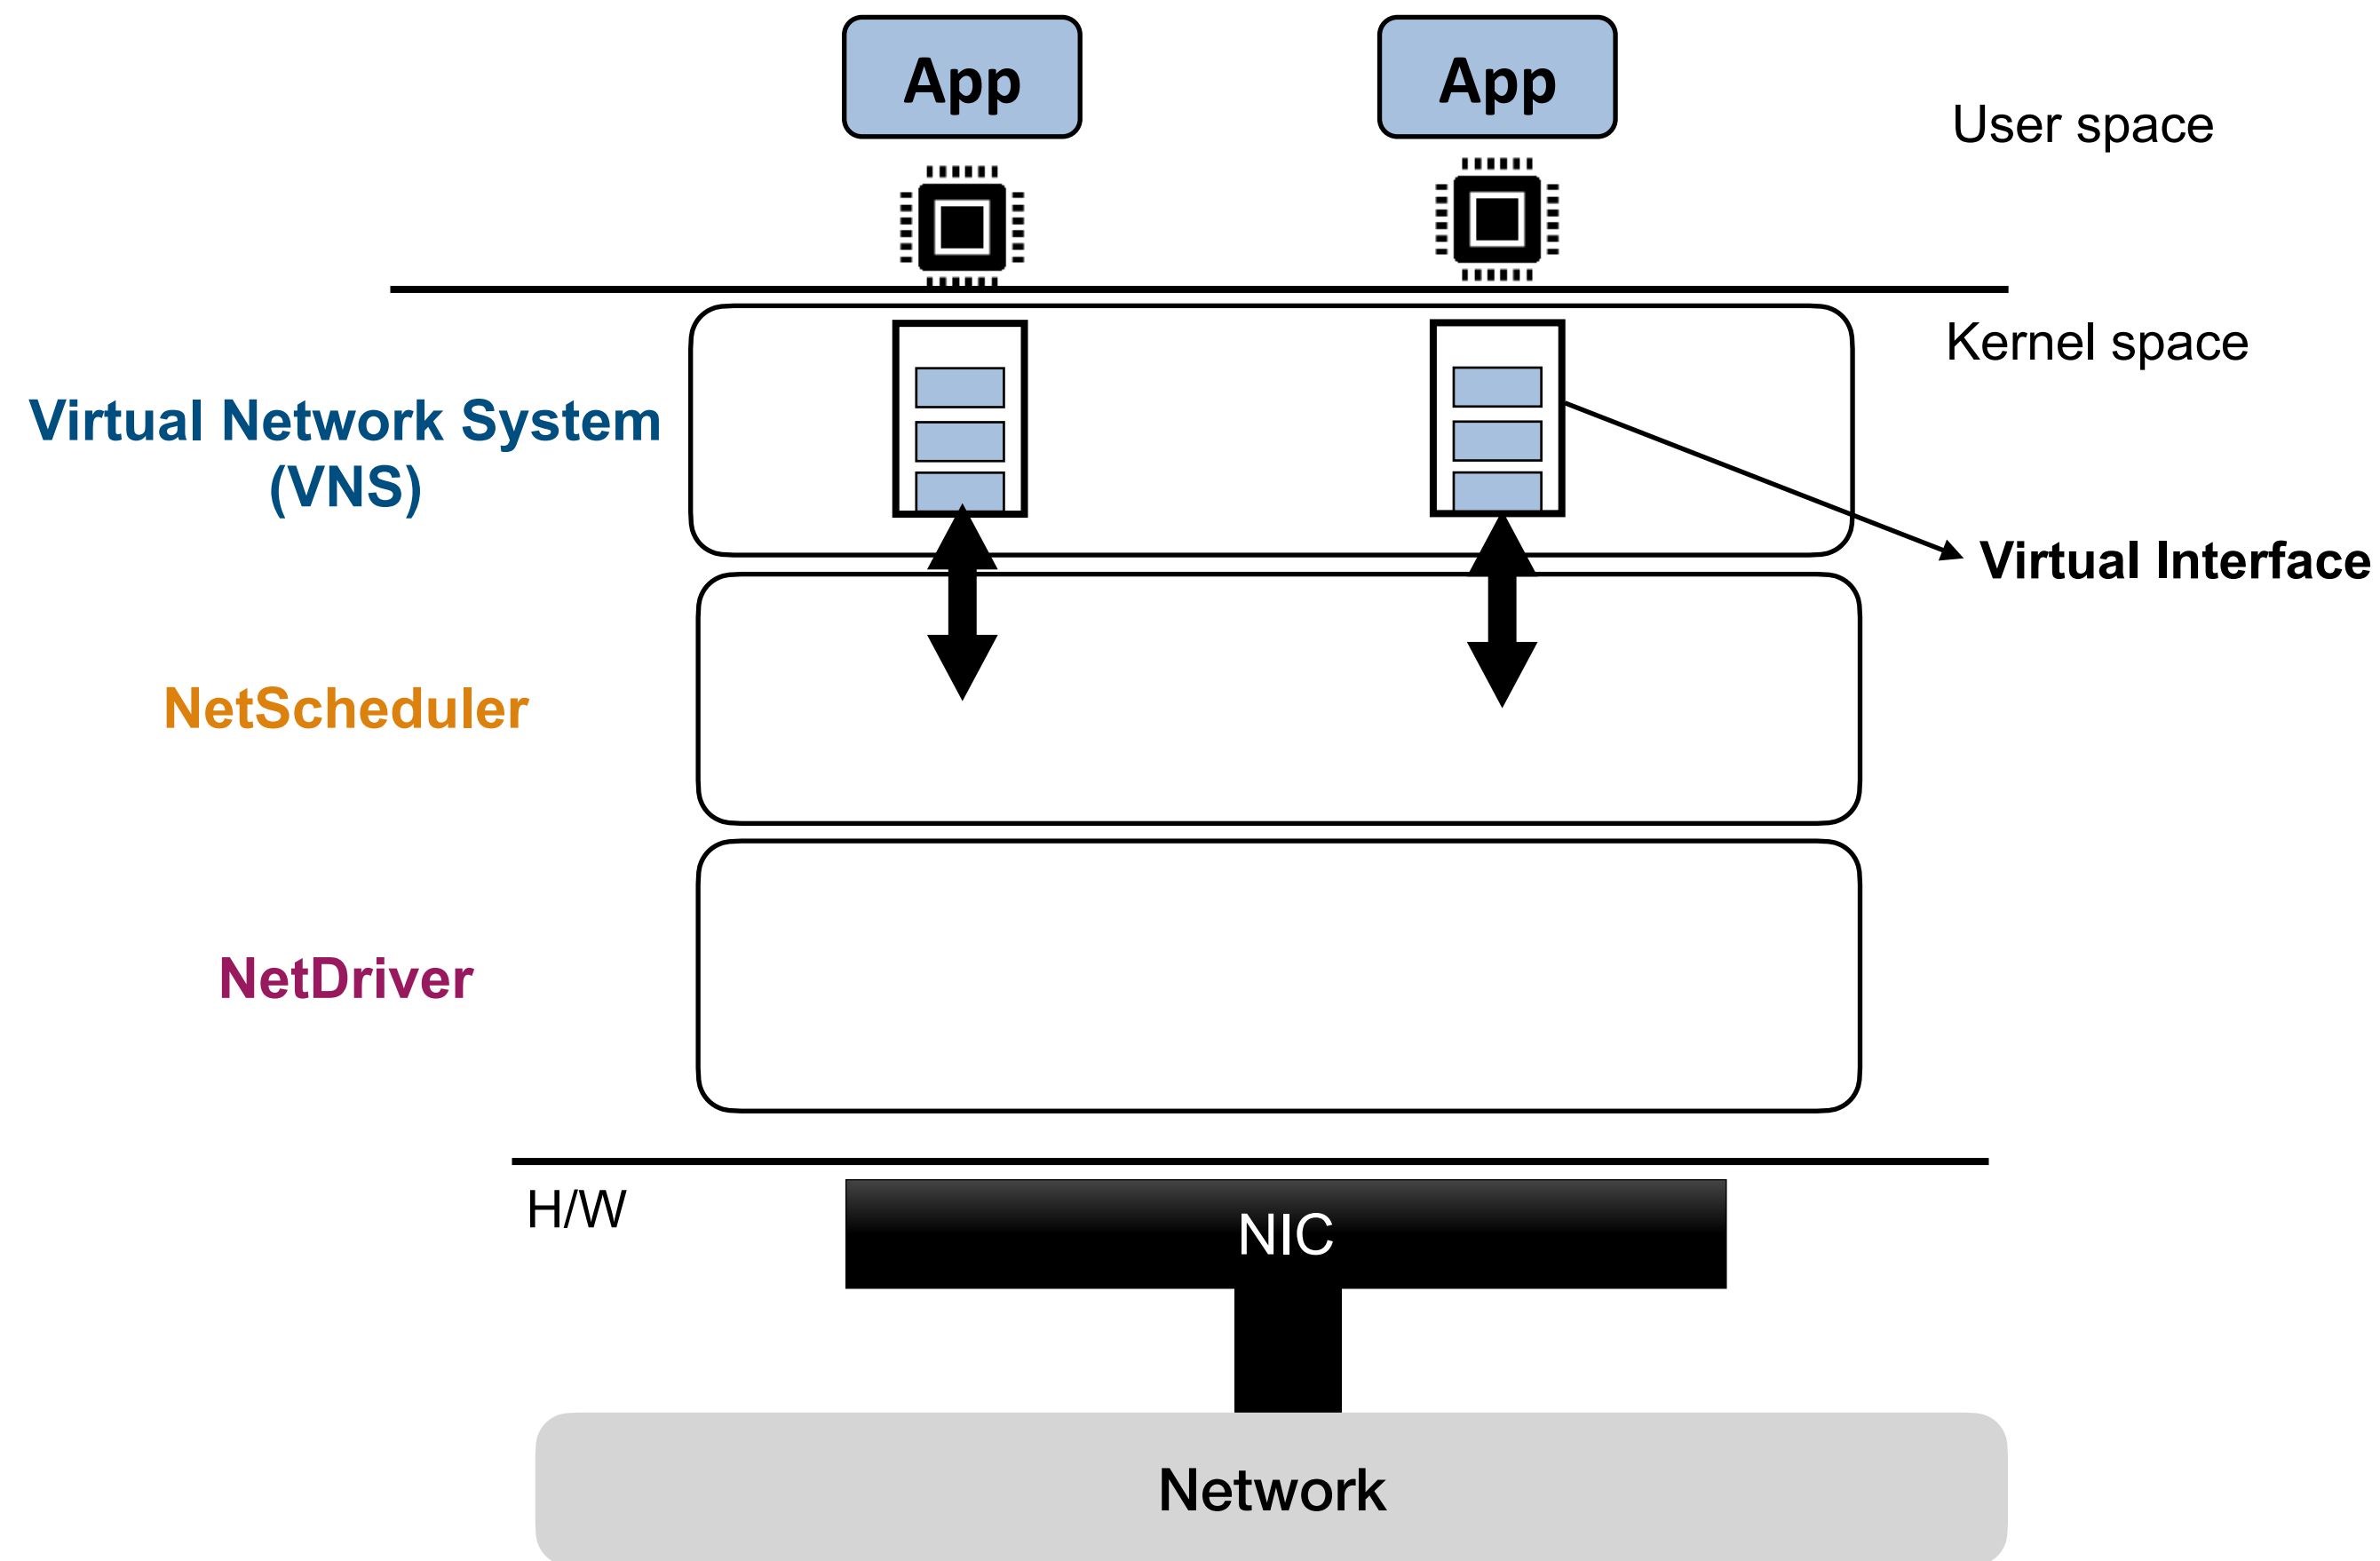 App
App
User space
Kernel space
Virtual Network System
(VNS)
Virtual Interface
NetScheduler
NetDriver
H/W
NIC
Network